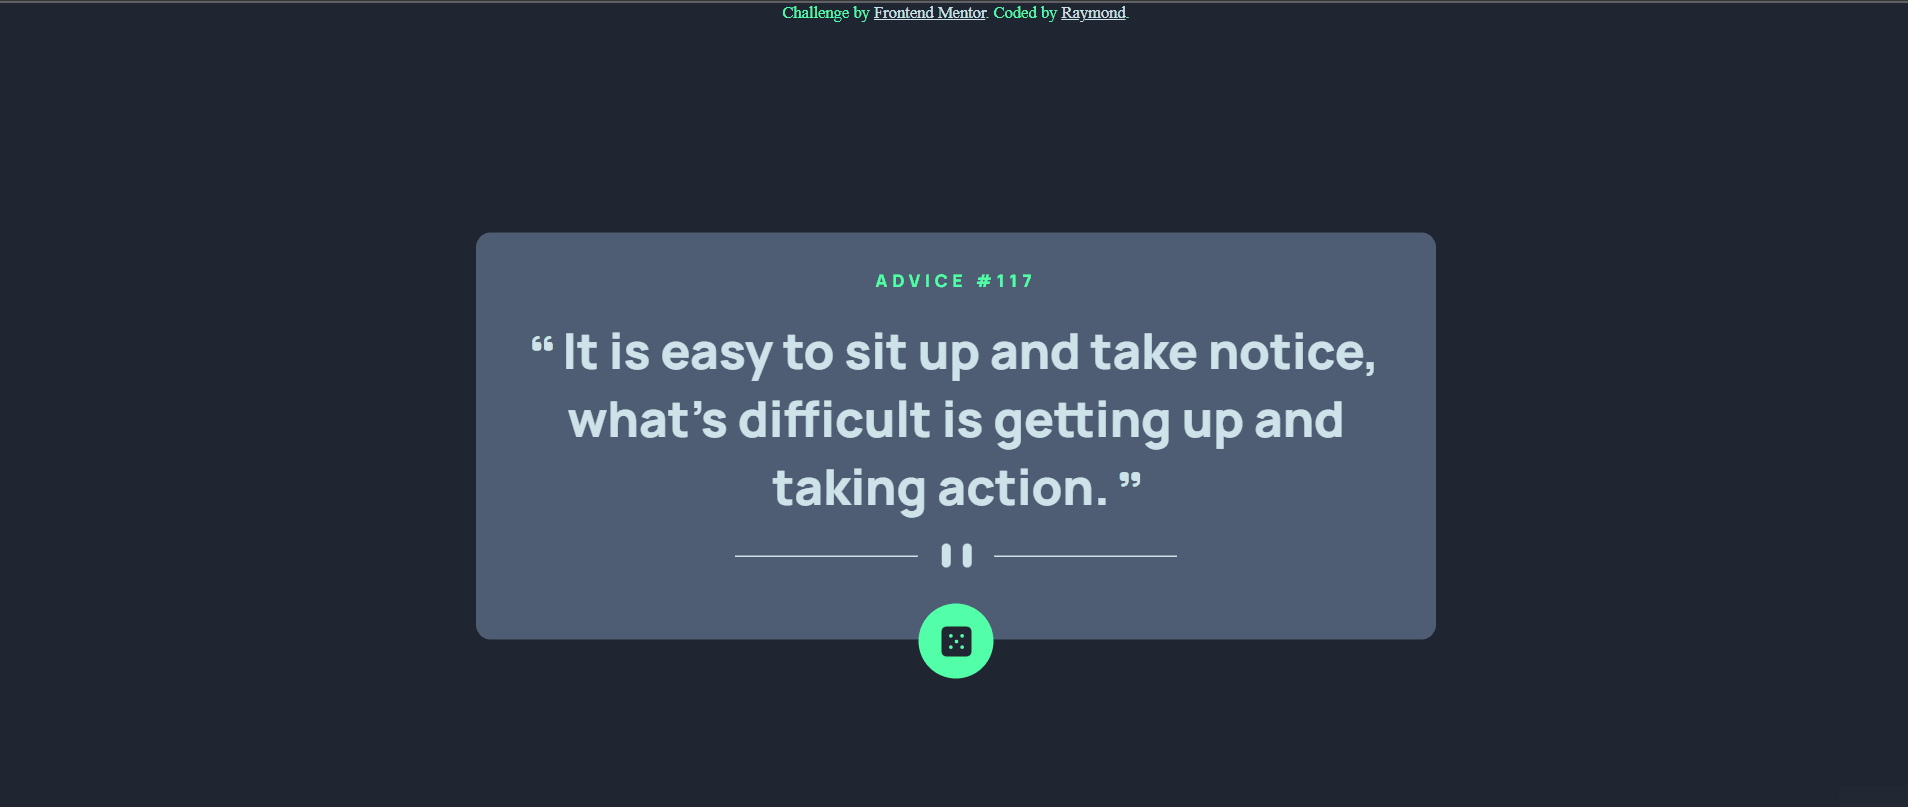 Challenge by Frontend Mentor. Coded by Raymond.
ADVICE #117
“ It is easy to sit up and take notice,
what’s difficult is getting up and
taking action. ”